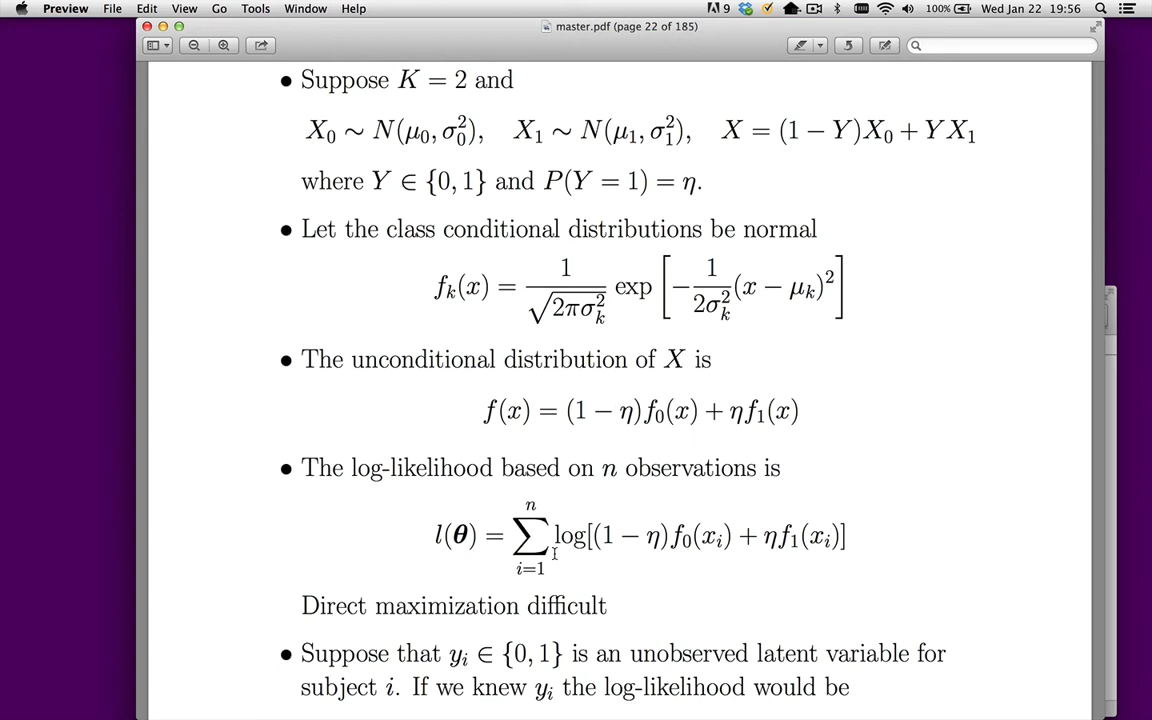 Preview File Edit View Go Tools Window Help 9 100% Wed Jan 22 19:56
master.pdf (page 22 of 185)
• Suppose K = 2 and
X₀ ∼ N(μ₀, σ₀²), X₁ ∼ N(μ₁, σ₁²), X = (1 − Y)X₀ + YX₁
where Y ∈ {0, 1} and P(Y = 1) = η.
• Let the class conditional distributions be normal
fₖ(x) = 1/√(2πσₖ²) exp [−1/(2σₖ²) (x − μₖ)²]
• The unconditional distribution of X is
f(x) = (1 − η)f₀(x) + ηf₁(x)
• The log-likelihood based on n observations is
l(θ) = ∑ᵢ₌₁ⁿ log[(1 − η)f₀(xᵢ) + ηf₁(xᵢ)]
Direct maximization difficult
• Suppose that yᵢ ∈ {0, 1} is an unobserved latent variable for
subject i. If we knew yᵢ the log-likelihood would be